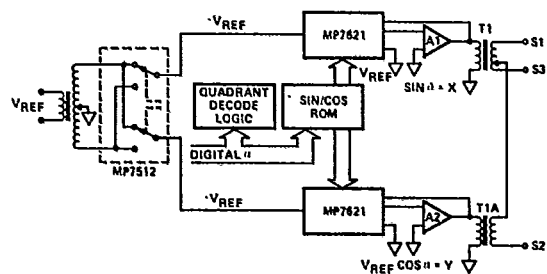 VREF
MP7621
VREF
A1
T1
S1
S3
SIN α = X
VREF
MP7512
QUADRANT
DECODE
LOGIC
SIN/COS
ROM
DIGITAL α
VREF
MP7621
A2
T1A
S2
VREF COS α = Y